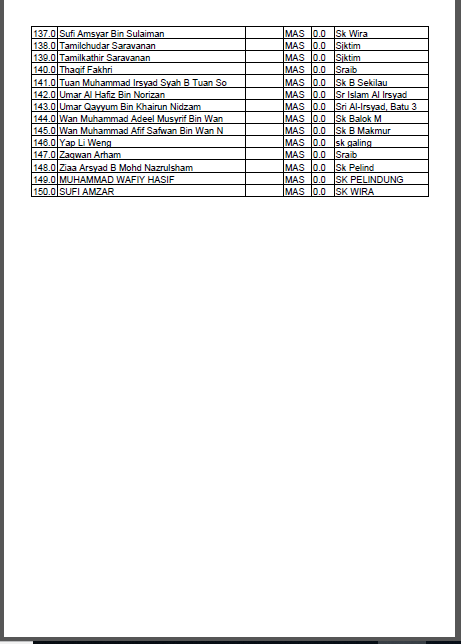 137.0 Sufi Amsyar Bin Sulaiman MAS 0.0 Sk Wira
138.0 Tamilchudar Saravanan MAS 0.0 Sjktim
139.0 Tamilkathir Saravanan MAS 0.0 Sjktim
140.0 Thaqif Fakhri MAS 0.0 Sraib
141.0 Tuan Muhammad Irsyad Syah B Tuan So MAS 0.0 Sk B Sekilau
142.0 Umar Al Hafiz Bin Norizan MAS 0.0 Sr Islam Al Irsyad
143.0 Umar Qayyum Bin Khairun Nidzam MAS 0.0 Sri Al-Irsyad, Batu 3
144.0 Wan Muhammad Adeel Musyrif Bin Wan MAS 0.0 Sk Balok M
145.0 Wan Muhammad Afif Safwan Bin Wan N MAS 0.0 Sk B Makmur
146.0 Yap Li Weng MAS 0.0 sk galing
147.0 Zaqwan Arham MAS 0.0 Sraib
148.0 Ziaa Arsyad B Mohd Nazrulsham MAS 0.0 Sk Pelind
149.0 MUHAMMAD WAFIY HASIF MAS 0.0 SK PELINDUNG
150.0 SUFI AMZAR MAS 0.0 SK WIRA